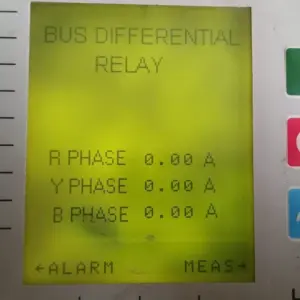 BUS DIFFERENTIAL
RELAY
R PHASE 0.00 A
Y PHASE 0.00 A
B PHASE 0.00 A
←ALARM MEAS→